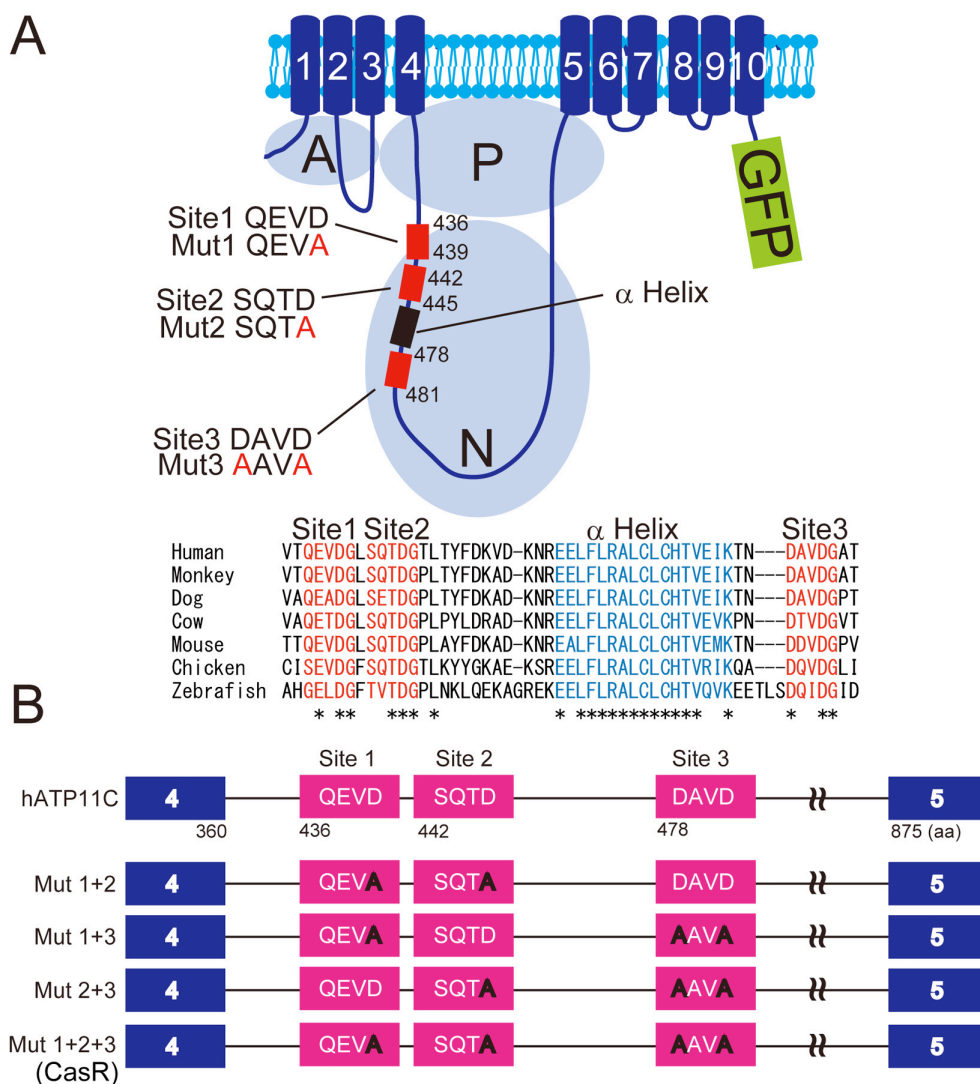 A
1 2 3 4 5 6 7 8 9 10
A P
GFP
Site1 QEVD
Mut1 QEVA
436
439
Site2 SQTD
Mut2 SQTA
442
445
α Helix
478
481
Site3 DAVD
Mut3 AAVA
N
Site1 Site2 α Helix Site3
Human VTQEVDGLSQTDGTLTYFDKVD-KNREELFLRALCLCHTVEIKTN---DAVDGAT
Monkey VTQEVDGLSQTDGPLTYFDKAD-KNREELFLRALCLCHTVEIKTN---DAVDGAT
Dog VAQEADGLSETDGPLTYFDKAD-KNREELFLRALCLCHTVEIKTN---DAVDGPT
Cow VAQETDGLSQTDGPLPYLDRAD-KNREELFLRALCLCHTVEVKPN---DTVDGVT
Mouse TTQEVDGLSQTDGPLAYFDKAD-KNREALFLRALCLCHTVEMKTN---DDVDGPV
Chicken CISEVDGFSQTDGTLKYYGKAE-KSREELFLRALCLCHTVRIKQA---DQVDGLI
Zebrafish AHGELDGFTVTDGPLNKLQEKAGREKEELFLRALCLCHTVQVKEETLSDQIDGID
* ** *** * * *********** * * **
B
Site 1 Site 2 Site 3
hATP11C 4 QEVD SQTD DAVD 5
360 436 442 478 875 (aa)
Mut 1+2 4 QEVA SQTA DAVD 5
Mut 1+3 4 QEVA SQTD AAVA 5
Mut 2+3 4 QEVD SQTA AAVA 5
Mut 1+2+3 4 QEVA SQTA AAVA 5
(CasR)